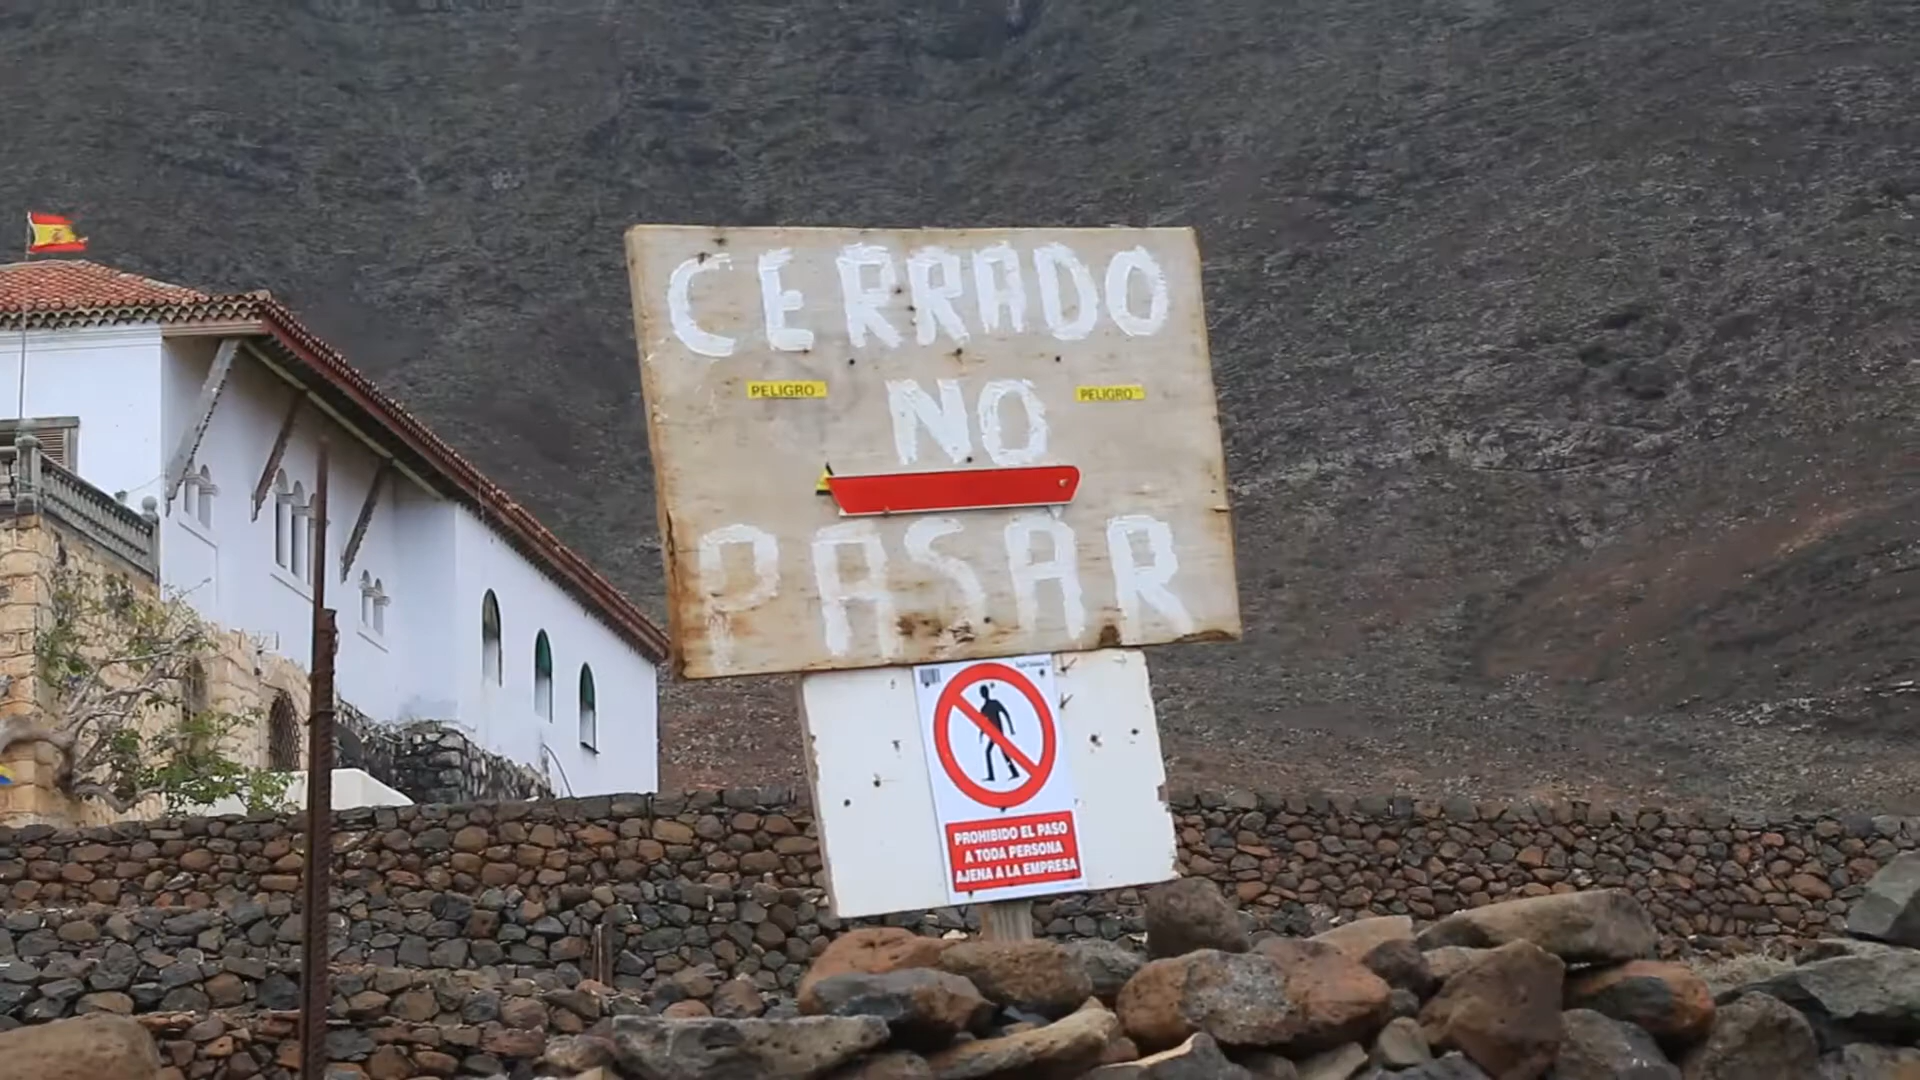 CERRADO
PELIGRO
NO
PELIGRO
PASAR
PROHIBIDO EL PASO
A TODA PERSONA
AJENA A LA EMPRESA